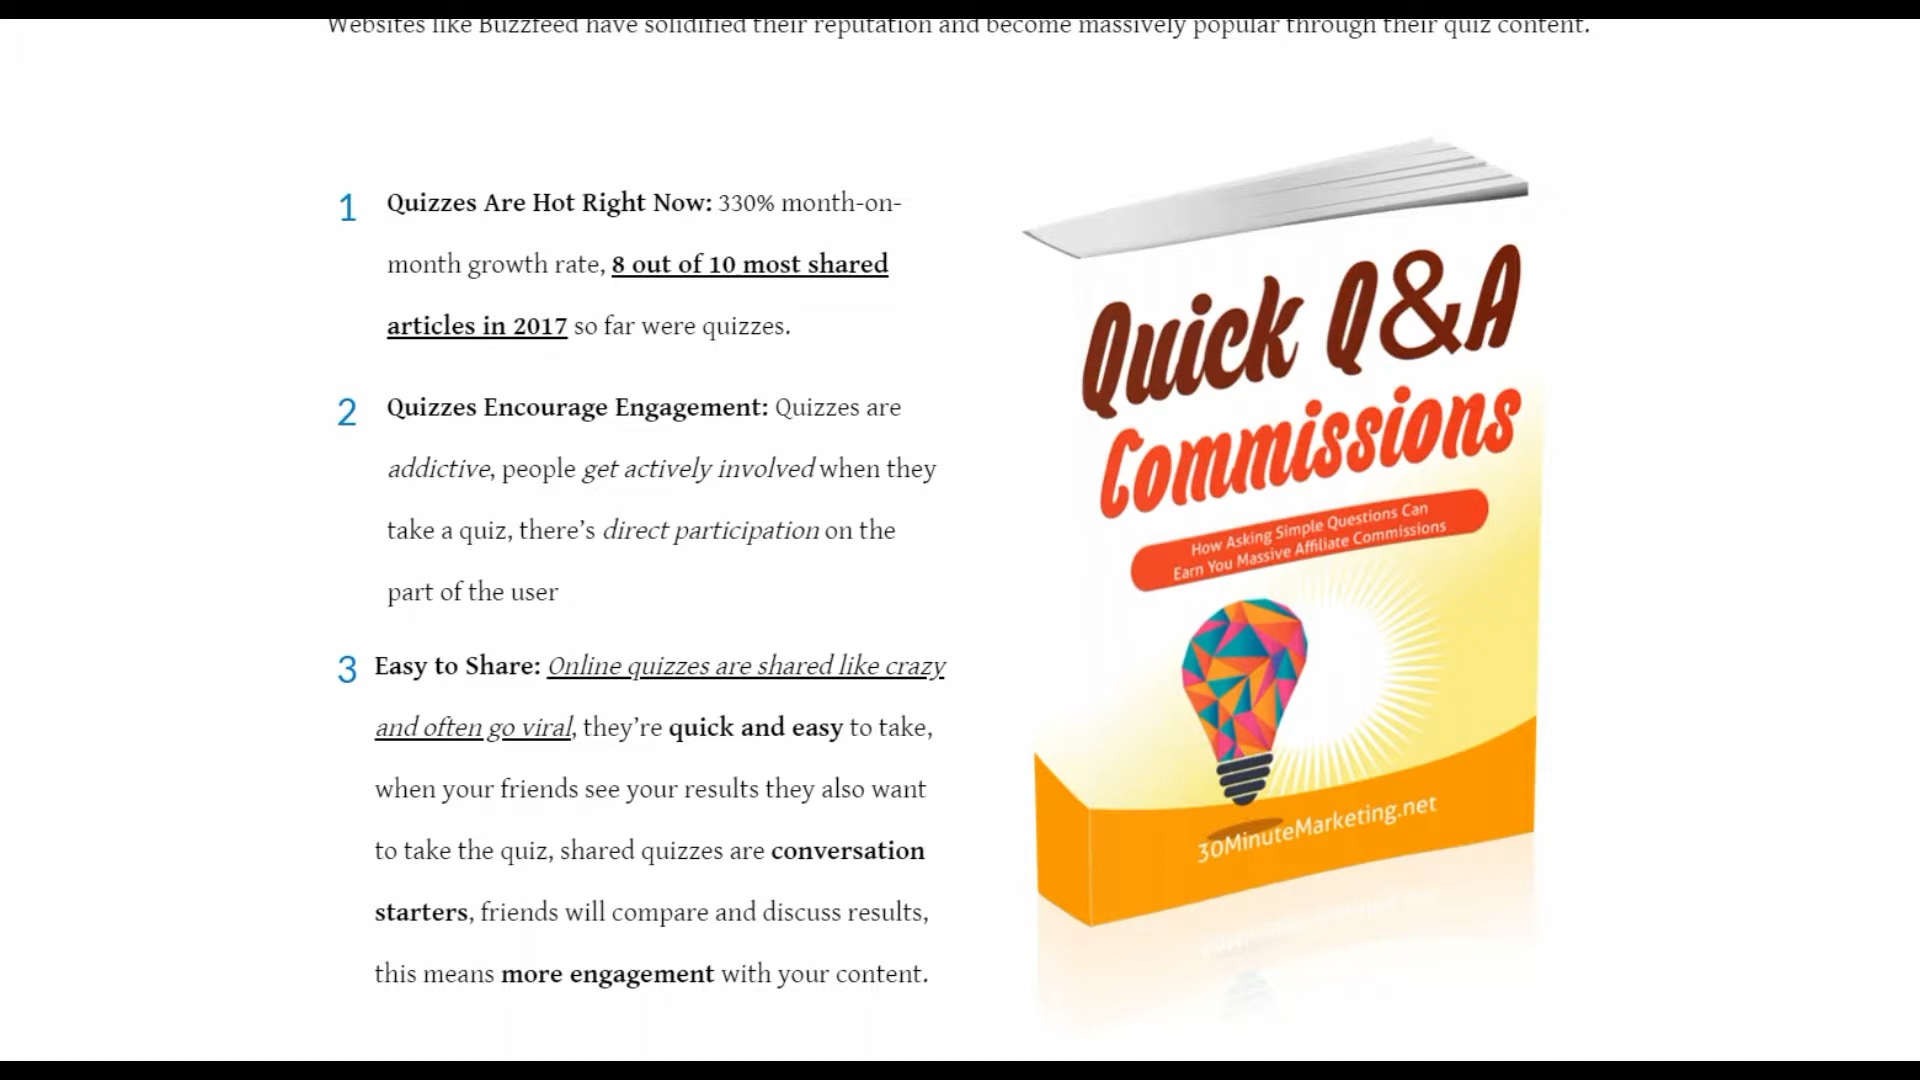 Websites like Buzzfeed have solidified their reputation and become massively popular through their quiz content.
1 Quizzes Are Hot Right Now: 330% month-on-
month growth rate, 8 out of 10 most shared
articles in 2017 so far were quizzes.
2 Quizzes Encourage Engagement: Quizzes are
addictive, people get actively involved when they
take a quiz, there’s direct participation on the
part of the user
3 Easy to Share: Online quizzes are shared like crazy
and often go viral, they’re quick and easy to take,
when your friends see your results they also want
to take the quiz, shared quizzes are conversation
starters, friends will compare and discuss results,
this means more engagement with your content.
Quick Q&A
Commissions
How Asking Simple Questions Can
Earn You Massive Affiliate Commissions
30MinuteMarketing.net